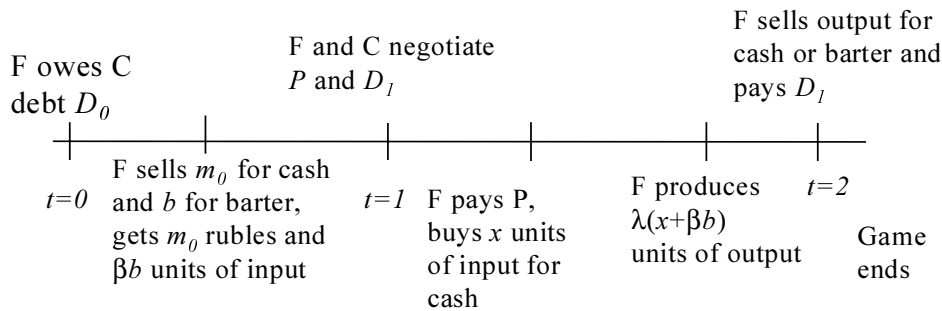 F owes C
debt D₀
F and C negotiate
P and D₁
F sells output for
cash or barter and
pays D₁
t=0
F sells m₀ for cash
and b for barter,
gets m₀ rubles and
βb units of input
t=1
F pays P,
buys x units
of input for
cash
F produces
λ(x+βb)
units of output
t=2
Game
ends